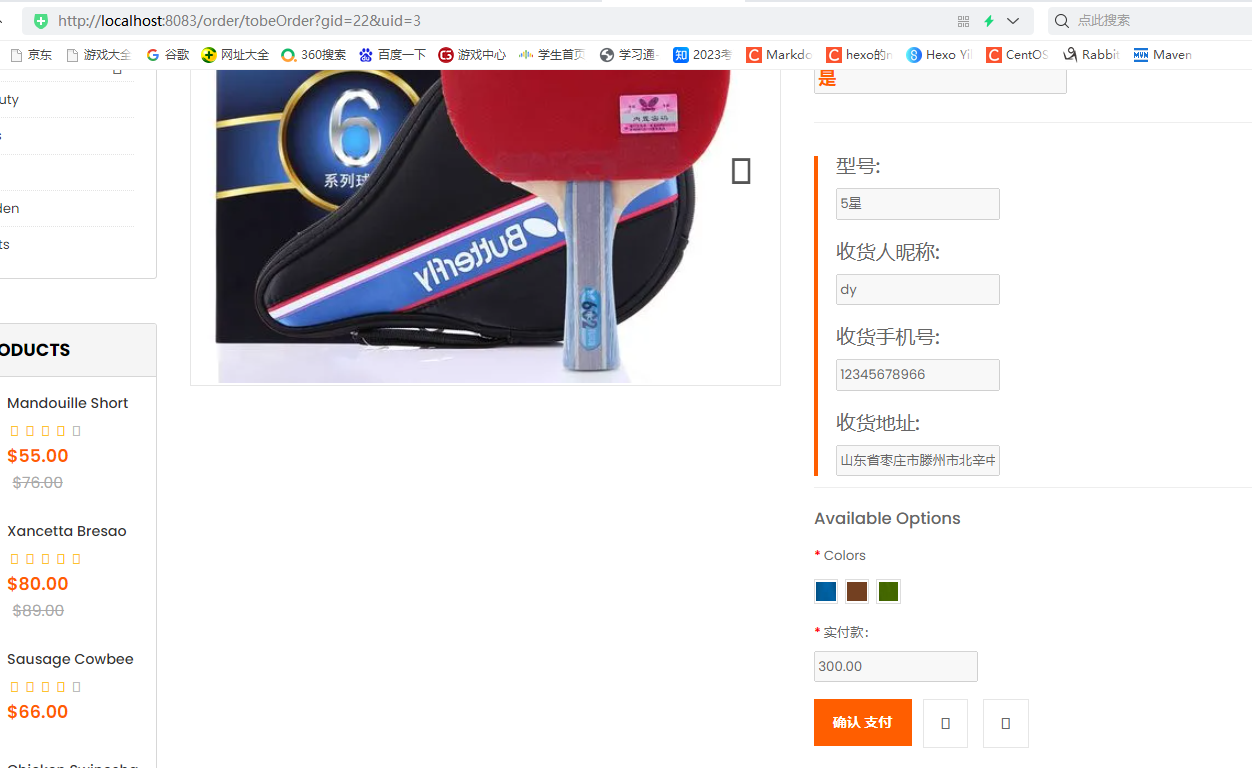 http://localhost:8083/order/tobeOrder?gid=22&uid=3
点此搜索
京东
游戏大全
谷歌
网址大全
360搜索
百度一下
游戏中心
学生首页
学习通-
2023考
Markdo
hexo的n
Hexo Yil
CentOS
Rabbit
Maven
uty
s
den
ts
ODUCTS
Mandouille Short
$55.00
$76.00
Xancetta Bresao
$80.00
$89.00
Sausage Cowbee
$66.00
6
系列球
Butterfly
602
是
型号:
5星
收货人昵称:
dy
收货手机号:
12345678966
收货地址:
山东省枣庄市滕州市北辛中
Available Options
* Colors
* 实付款:
300.00
确认 支付